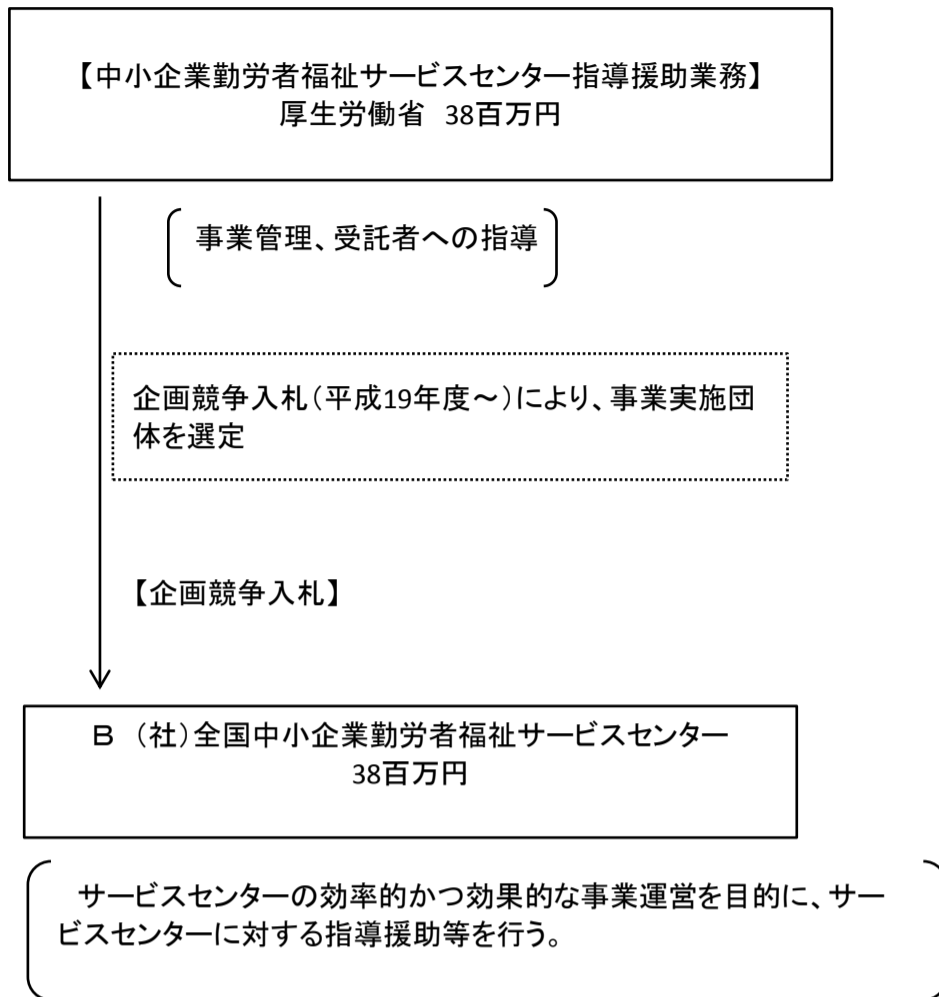 【中小企業勤労者福祉サービスセンター指導援助業務】
厚生労働省 38百万円
事業管理、受託者への指導
企画競争入札（平成19年度～）により、事業実施団
体を選定
【企画競争入札】
Ｂ （社）全国中小企業勤労者福祉サービスセンター
38百万円
サービスセンターの効率的かつ効果的な事業運営を目的に、サー
ビスセンターに対する指導援助等を行う。